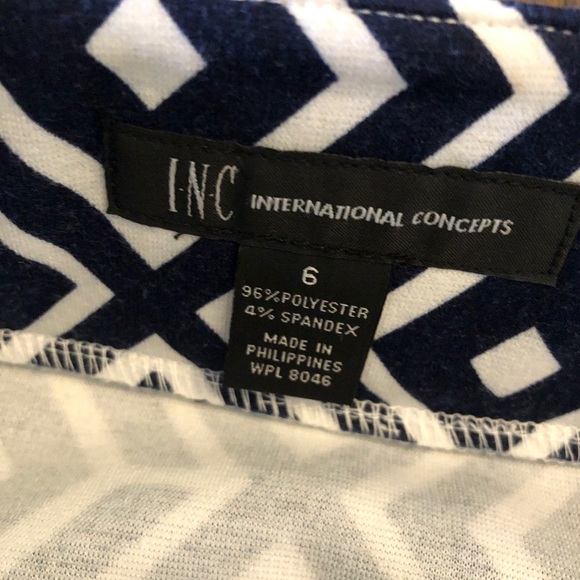 I·N·C INTERNATIONAL CONCEPTS
6
96% POLYESTER
4% SPANDEX
MADE IN
PHILIPPINES
WPL 8046